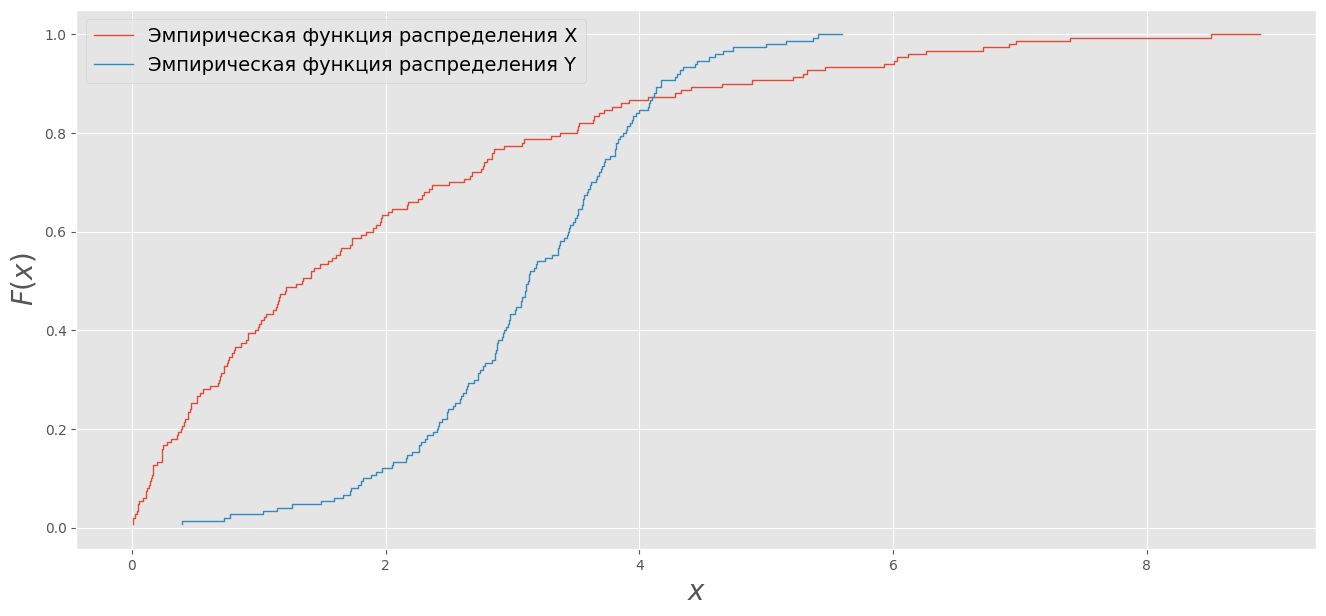 Эмпирическая функция распределения X
Эмпирическая функция распределения Y
1.0
0.8
0.6
0.4
0.2
0.0
F(x)
0 2 4 6 8
x